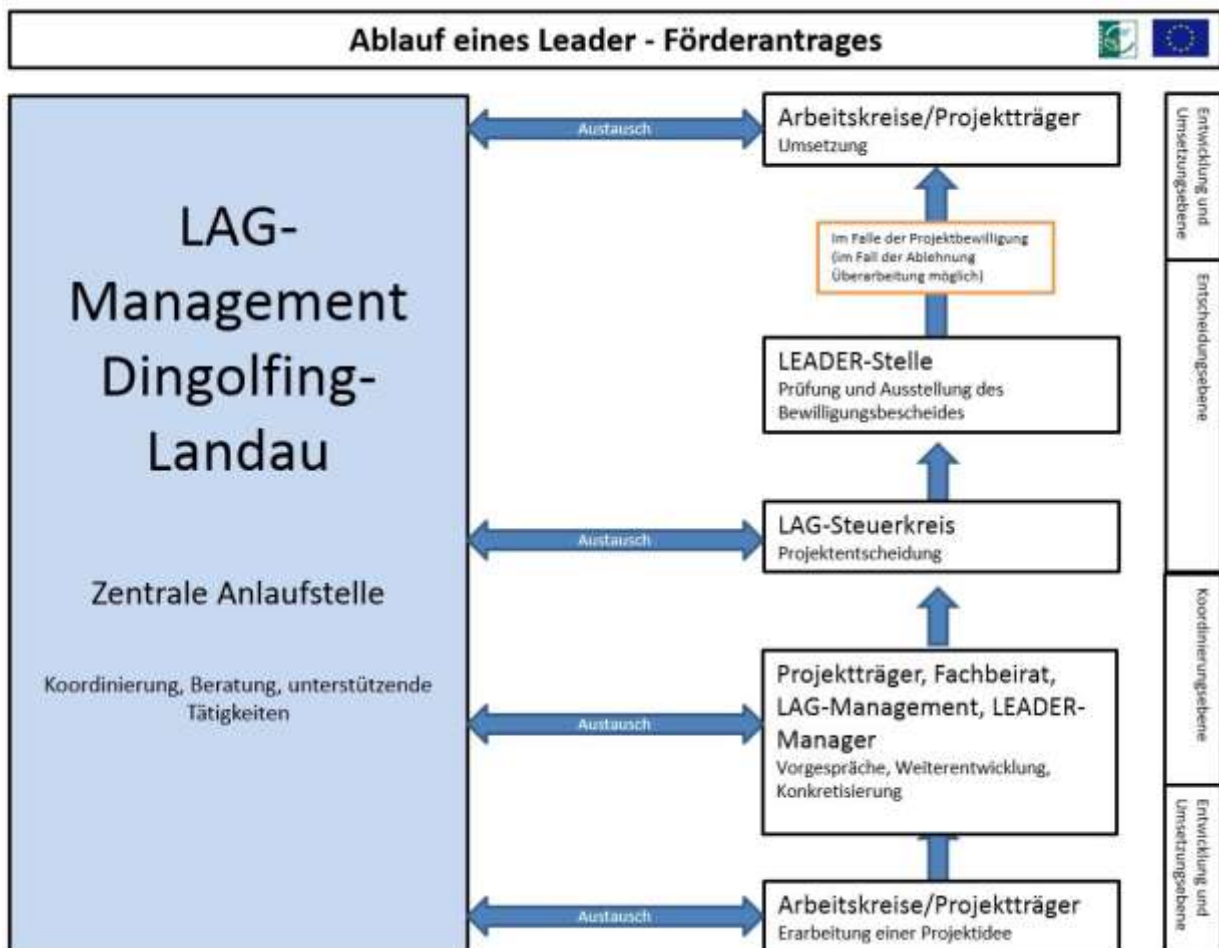 Ablauf eines Leader - Förderantrages
LAG-
Management
Dingolfing-
Landau
Zentrale Anlaufstelle
Koordinierung, Beratung, unterstützende
Tätigkeiten
Austausch
Arbeitskreise/Projektträger
Umsetzung
Im Falle der Projektbewilligung
(im Fall der Ablehnung
Überarbeitung möglich)
LEADER-Stelle
Prüfung und Ausstellung des
Bewilligungsbescheides
Austausch
LAG-Steuerkreis
Projektentscheidung
Austausch
Projektträger, Fachbeirat,
LAG-Management, LEADER-
Manager
Vorgespräche, Weiterentwicklung,
Konkretisierung
Austausch
Arbeitskreise/Projektträger
Erarbeitung einer Projektidee
Entwicklung und
Umsetzungsebene
Entscheidungsebene
Koordinierungsebene
Entwicklung und
Umsetzungsebene